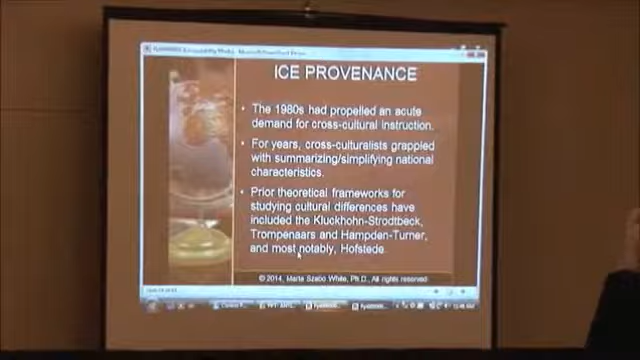 ICE PROVENANCE
• The 1980s had propelled an acute
demand for cross-cultural instruction.
• For years, cross-culturalists grappled
with summarizing/simplifying national
characteristics.
• Prior theoretical frameworks for
studying cultural differences have
included the Kluckhohn-Strodtbeck,
Trompenaars and Hampden-Turner,
and most notably, Hofstede.
© 2014, Marta Szabo White, Ph.D., All rights reserved